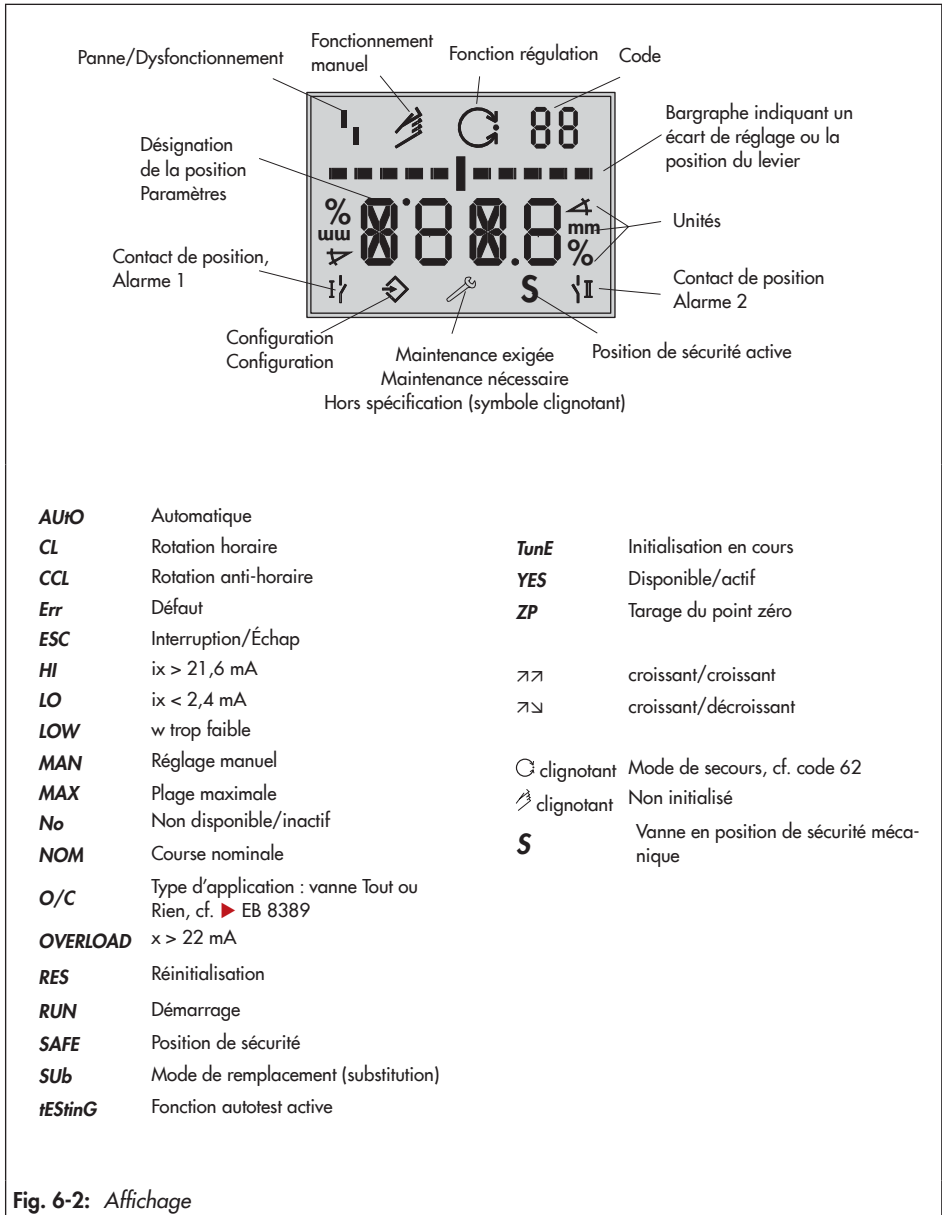 Panne/Dysfonctionnement
Fonctionnement
manuel
Fonction régulation
Code
88
Bargraphe indiquant un
écart de réglage ou la
position du levier
Désignation
de la position
Paramètres
%
mm
8.88.8
mm
%
Unités
Contact de position,
Alarme 1
I
S
II
Contact de position
Alarme 2
Configuration
Configuration
Maintenance exigée
Maintenance nécessaire
Hors spécification (symbole clignotant)
Position de sécurité active
AUtO Automatique
CL Rotation horaire
CCL Rotation anti-horaire
Err Défaut
ESC Interruption/Échap
HI ix > 21,6 mA
LO ix < 2,4 mA
LOW w trop faible
MAN Réglage manuel
MAX Plage maximale
No Non disponible/inactif
NOM Course nominale
O/C Type d'application : vanne Tout ou
Rien, cf. ▶ EB 8389
OVERLOAD x > 22 mA
RES Réinitialisation
RUN Démarrage
SAFE Position de sécurité
SUb Mode de remplacement (substitution)
tEStinG Fonction autotest active
TunE Initialisation en cours
YES Disponible/actif
ZP Tarage du point zéro
↗↗ croissant/croissant
↗↘ croissant/décroissant
clignotant Mode de secours, cf. code 62
clignotant Non initialisé
S Vanne en position de sécurité méca-
nique
Fig. 6-2: Affichage